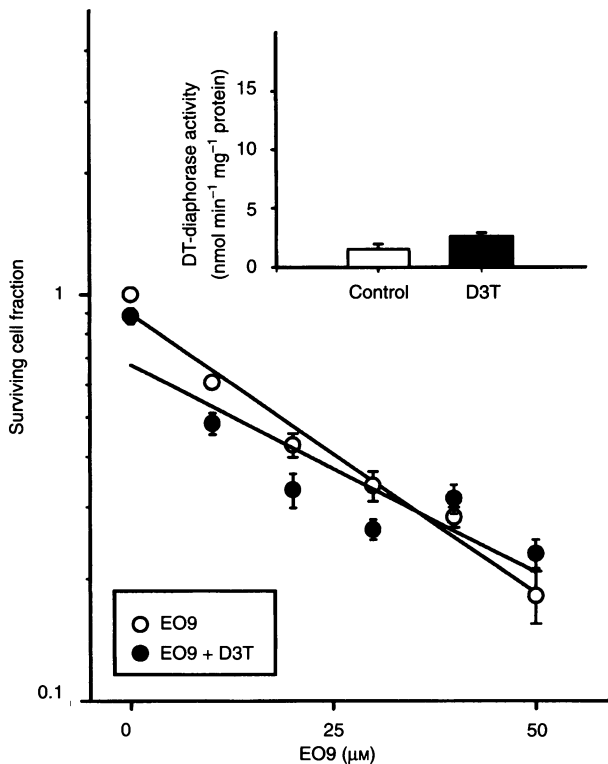 DT-diaphorase activity
(nmol min⁻¹ mg⁻¹ protein)
15
10
5
0
Control
D3T
Surviving cell fraction
1
0.1
EO9
EO9 + D3T
0
25
50
EO9 (μM)